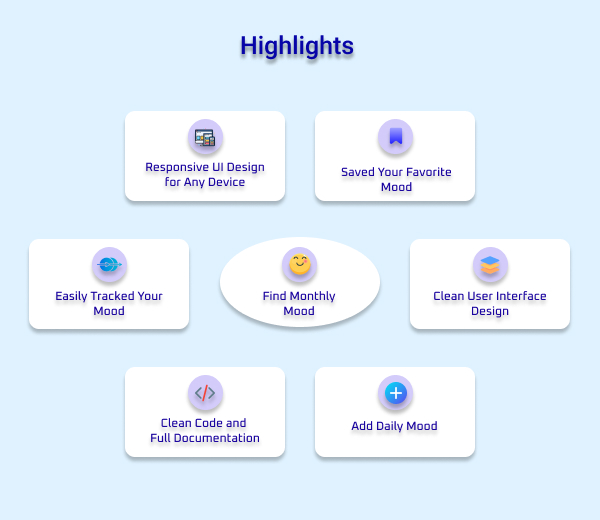 Highlights
Responsive UI Design
for Any Device
Saved Your Favorite
Mood
Easily Tracked Your
Mood
Find Monthly
Mood
Clean User Interface
Design
Clean Code and
Full Documentation
Add Daily Mood